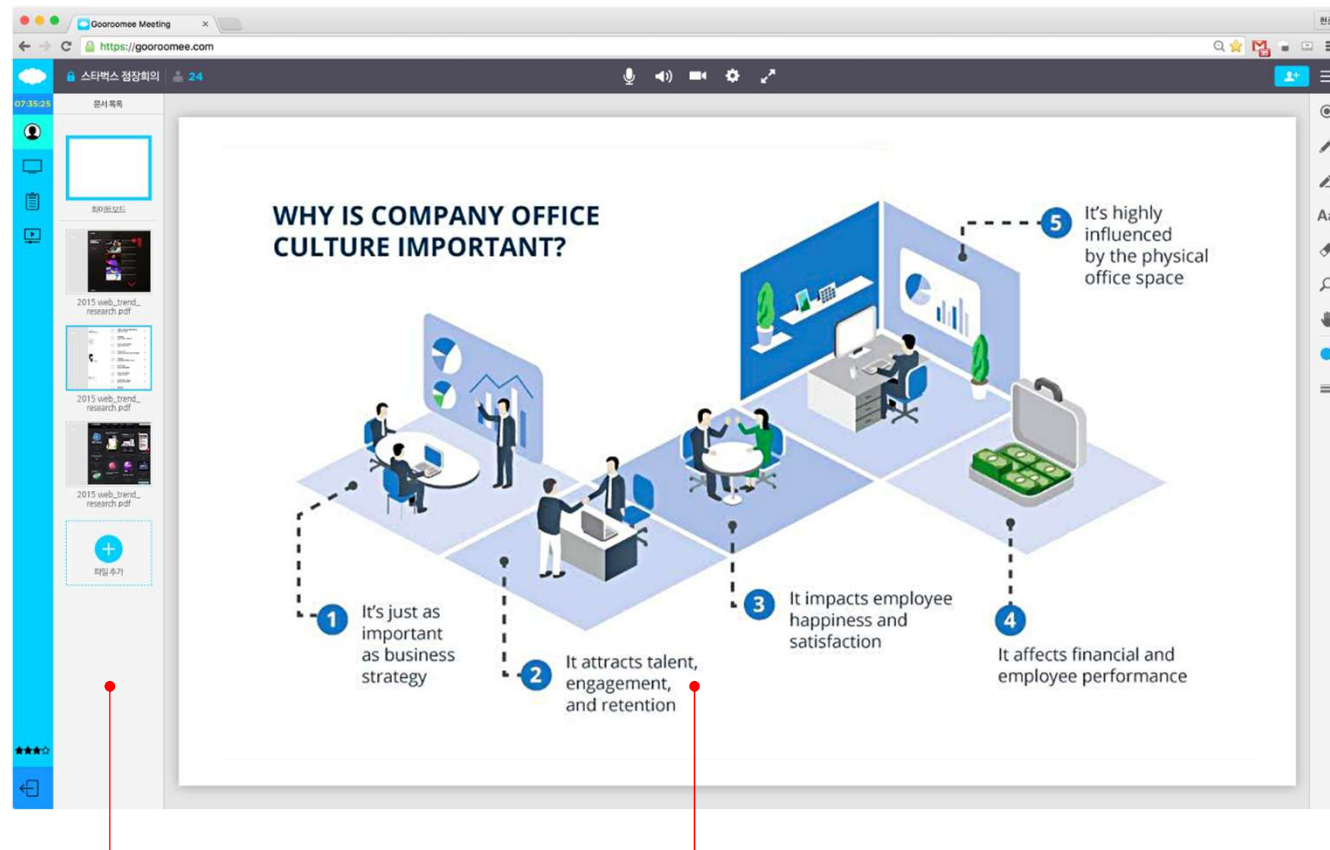 Gooroomee Meeting
https://gooroomee.com
스타벅스 점장회의 24
07:35:25
문서 목록
화이트보드
2015 web_trend_
research.pdf
2015 web_trend_
research.pdf
2015 web_trend_
research.pdf
파일 추가
WHY IS COMPANY OFFICE
CULTURE IMPORTANT?
1
It's just as
important
as business
strategy
2
It attracts talent,
engagement,
and retention
3
It impacts employee
happiness and
satisfaction
4
It affects financial and
employee performance
5
It's highly
influenced
by the physical
office space